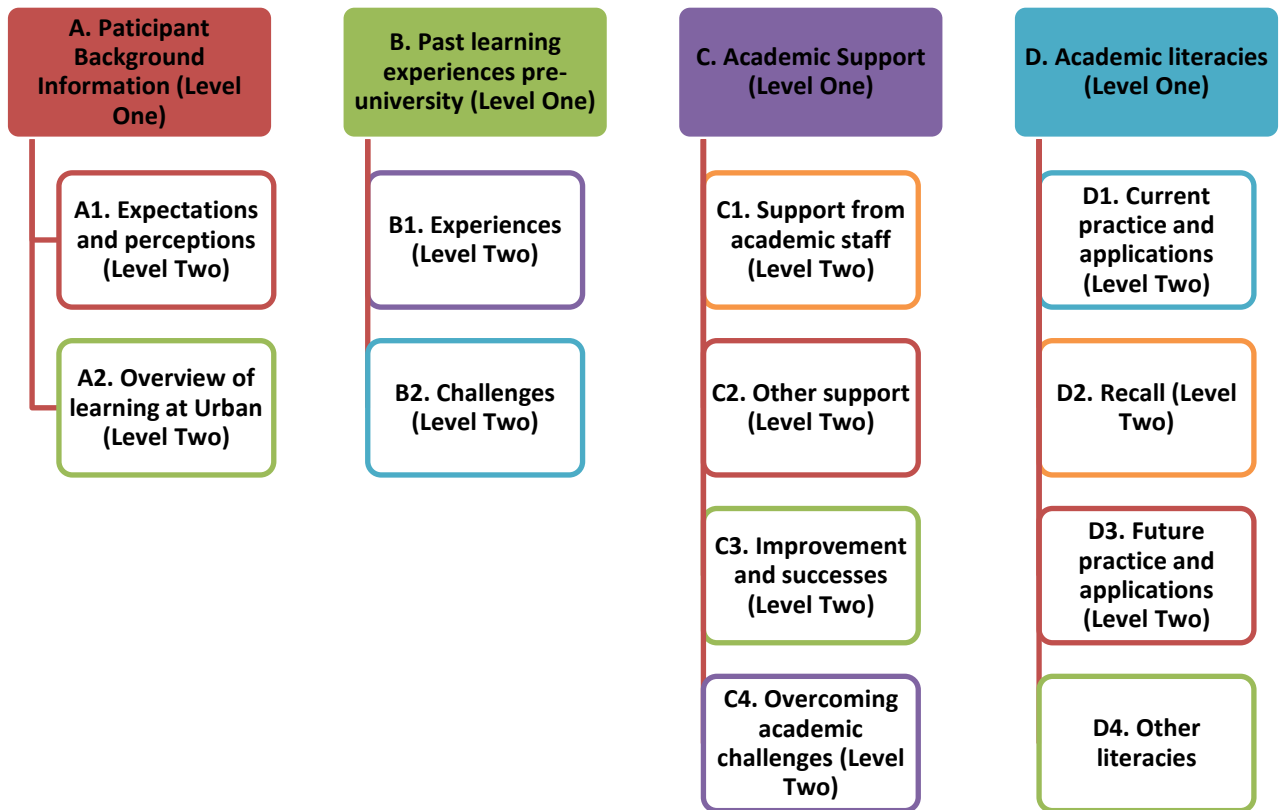 A. Paticipant
Background
Information (Level
One)
A1. Expectations
and perceptions
(Level Two)
A2. Overview of
learning at Urban
(Level Two)
B. Past learning
experiences pre-
university (Level One)
B1. Experiences
(Level Two)
B2. Challenges
(Level Two)
C. Academic Support
(Level One)
C1. Support from
academic staff
(Level Two)
C2. Other support
(Level Two)
C3. Improvement
and successes
(Level Two)
C4. Overcoming
academic
challenges (Level
Two)
D. Academic literacies
(Level One)
D1. Current
practice and
applications
(Level Two)
D2. Recall (Level
Two)
D3. Future
practice and
applications
(Level Two)
D4. Other
literacies